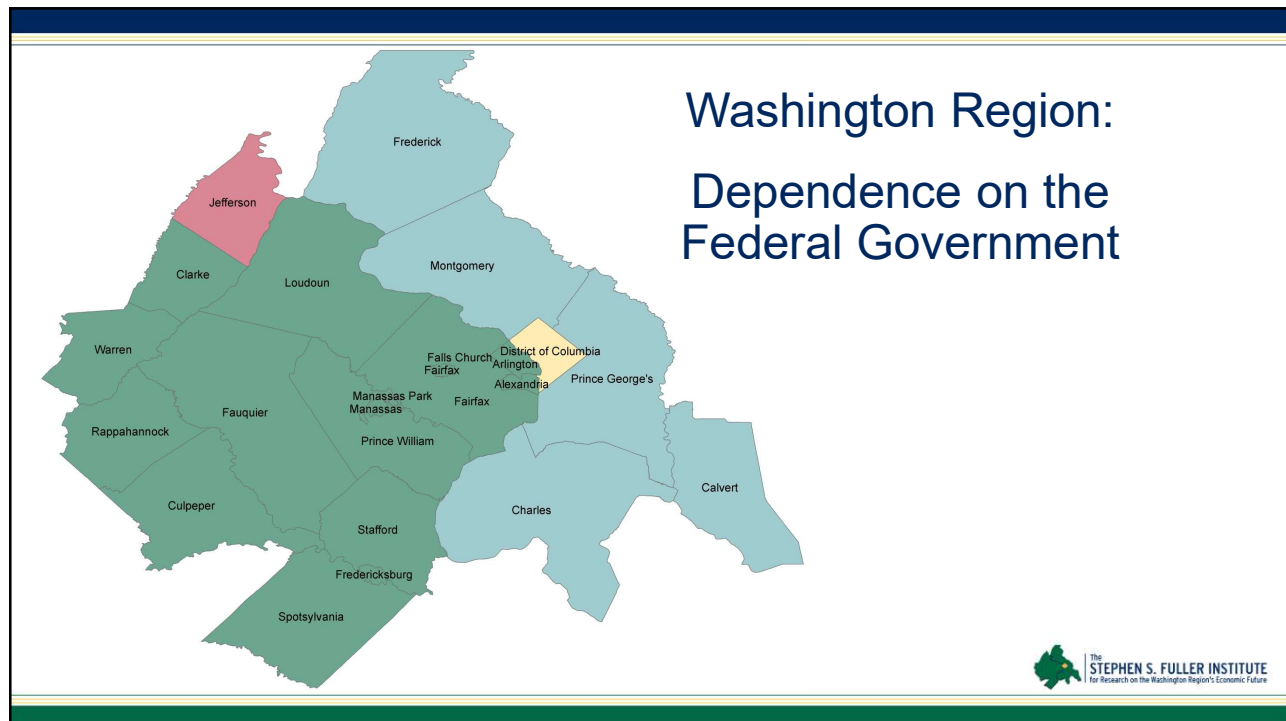 Washington Region:
Dependence on the
Federal Government
Frederick
Jefferson
Montgomery
Clarke
Loudoun
Warren
Falls Church
District of Columbia
Fairfax
Arlington
Prince George's
Alexandria
Manassas Park
Manassas
Fairfax
Fauquier
Rappahannock
Prince William
Calvert
Culpeper
Charles
Stafford
Fredericksburg
Spotsylvania
The
STEPHEN S. FULLER INSTITUTE
for Research on the Washington Region's Economic Future